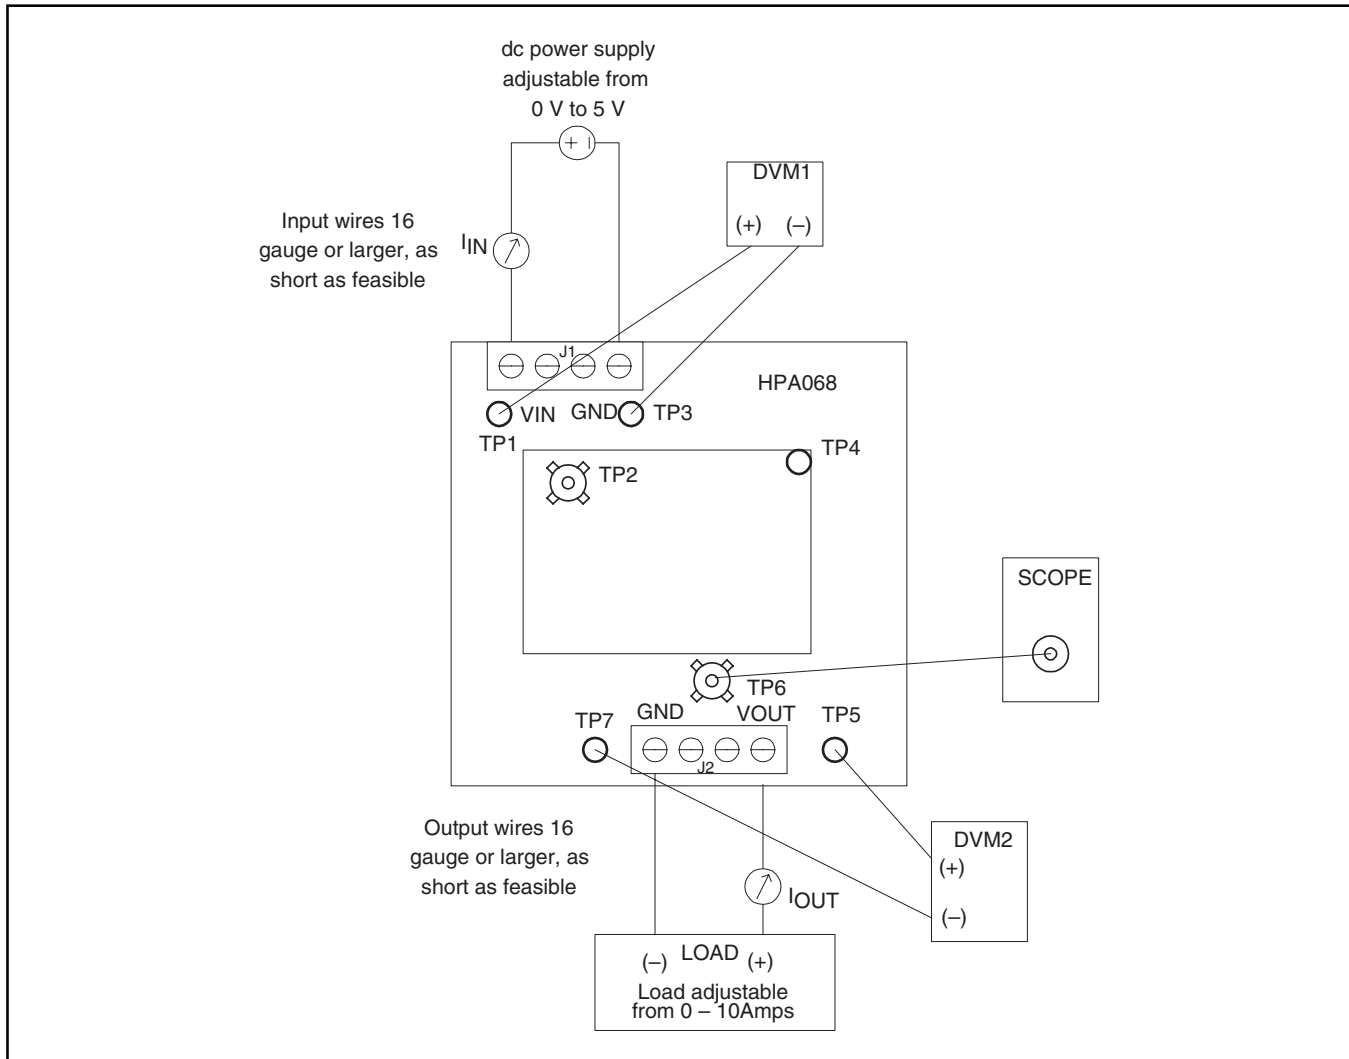 dc power supply
adjustable from
0 V to 5 V
+ –
DVM1
(+) (–)
Input wires 16
gauge or larger, as
short as feasible
IIN
J1
HPA068
VIN GND TP3
TP1
TP4
TP2
SCOPE
TP6
GND VOUT
TP7 TP5
J2
Output wires 16
gauge or larger, as
short as feasible
DVM2
(+)
(–)
IOUT
(–) LOAD (+)
Load adjustable
from 0 – 10Amps